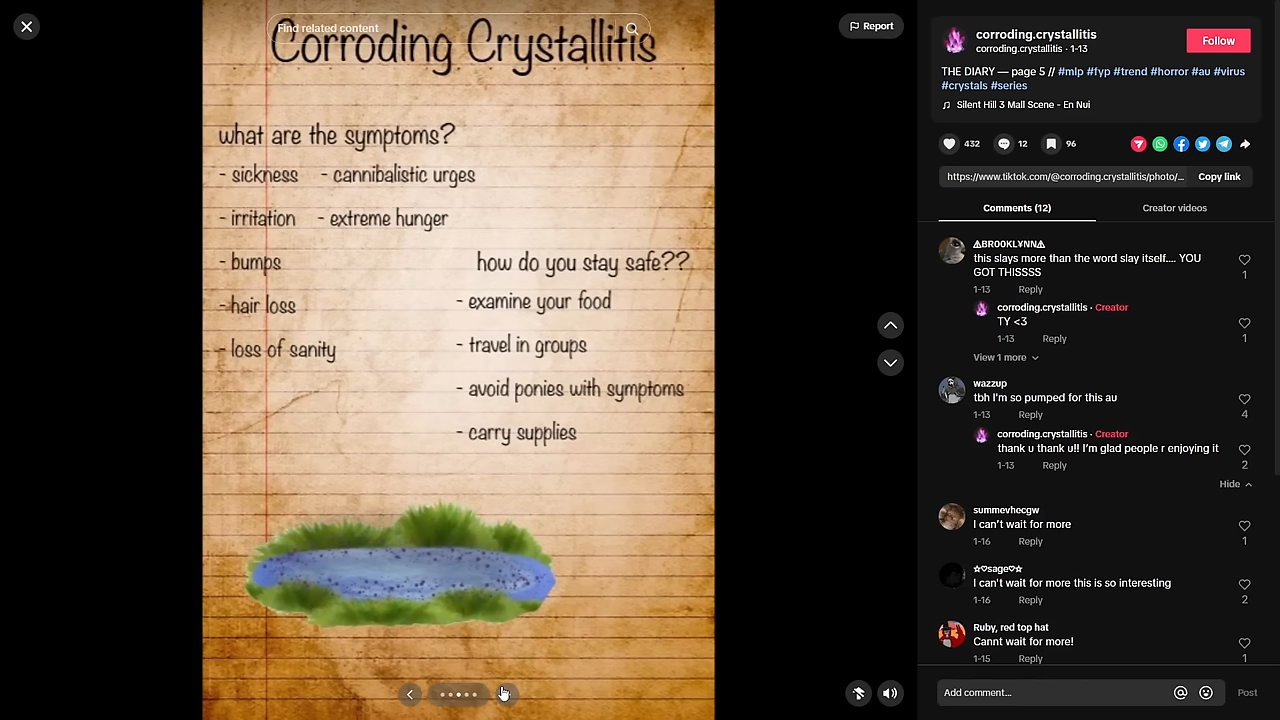 Find related content
Corroding Crystallitis
what are the symptoms?
- sickness - cannibalistic urges
- irritation - extreme hunger
- bumps
- hair loss
- loss of sanity
how do you stay safe??
- examine your food
- travel in groups
- avoid ponies with symptoms
- carry supplies
Report
corroding.crystallitis
corroding.crystallitis · 1-13
Follow
THE DIARY — page 5 // #mlp #fyp #trend #horror #au #virus
#crystals #series
Silent Hill 3 Mall Scene - En Nui
432 12 96
https://www.tiktok.com/@corroding.crystallitis/photo/... Copy link
Comments (12) Creator videos
⚠BR00KL¥NN⚠
this slays more than the word slay itself.... YOU
GOT THISSSS
1
1-13 Reply
corroding.crystallitis · Creator
TY <3
1
1-13 Reply
View 1 more
wazzup
tbh I'm so pumped for this au
4
1-13 Reply
corroding.crystallitis · Creator
thank u thank u!! I'm glad people r enjoying it
2
1-13 Reply
Hide
summevhecgw
I can't wait for more
1
1-16 Reply
☆♡sage♡☆
I can't wait for more this is so interesting
2
1-16 Reply
Ruby, red top hat
Cannt wait for more!
1
1-15 Reply
Add comment...
Post